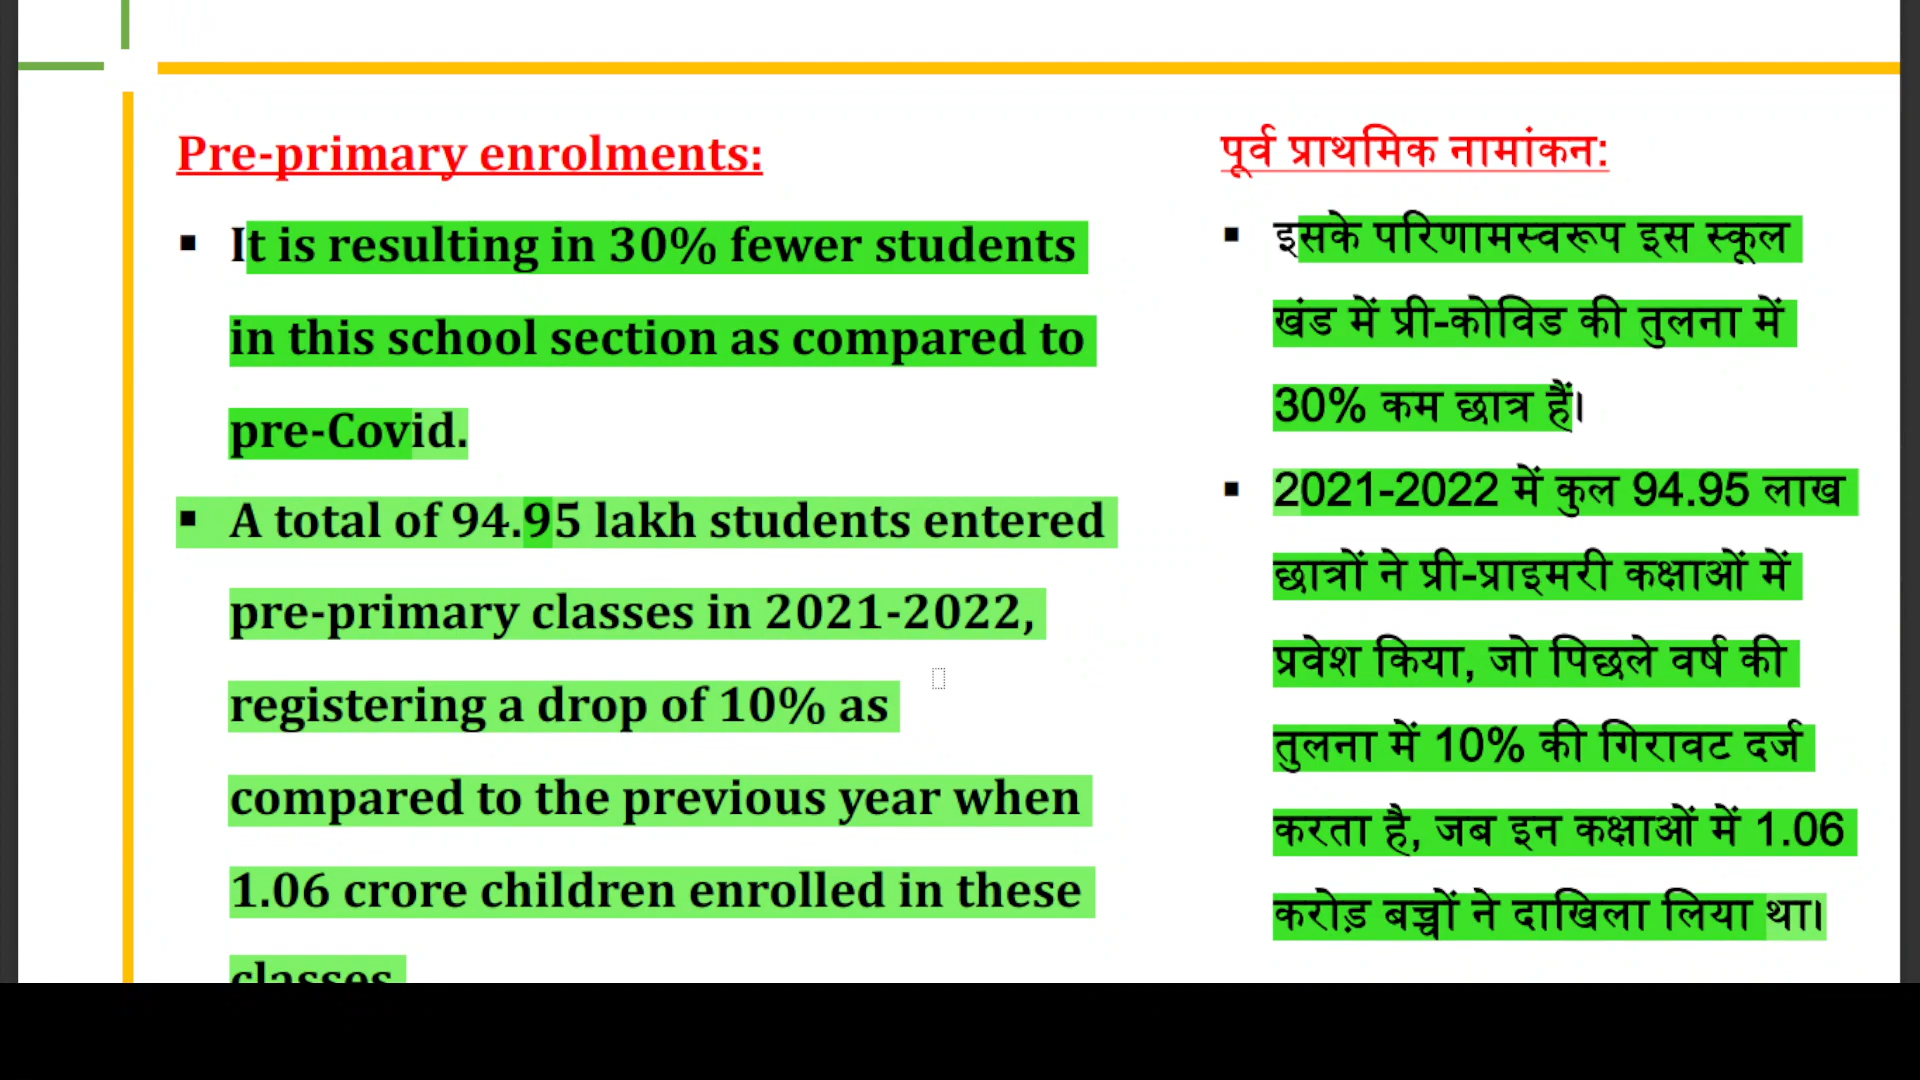 Pre-primary enrolments:
▪ It is resulting in 30% fewer students
in this school section as compared to
pre-Covid.
▪ A total of 94.95 lakh students entered
pre-primary classes in 2021-2022,
registering a drop of 10% as
compared to the previous year when
1.06 crore children enrolled in these
classes
पूर्व प्राथमिक नामांकन:
▪ इसके परिणामस्वरूप इस स्कूल
खंड में प्री-कोविड की तुलना में
30% कम छात्र हैं।
▪ 2021-2022 में कुल 94.95 लाख
छात्रों ने प्री-प्राइमरी कक्षाओं में
प्रवेश किया, जो पिछले वर्ष की
तुलना में 10% की गिरावट दर्ज
करता है, जब इन कक्षाओं में 1.06
करोड़ बच्चों ने दाखिला लिया था।